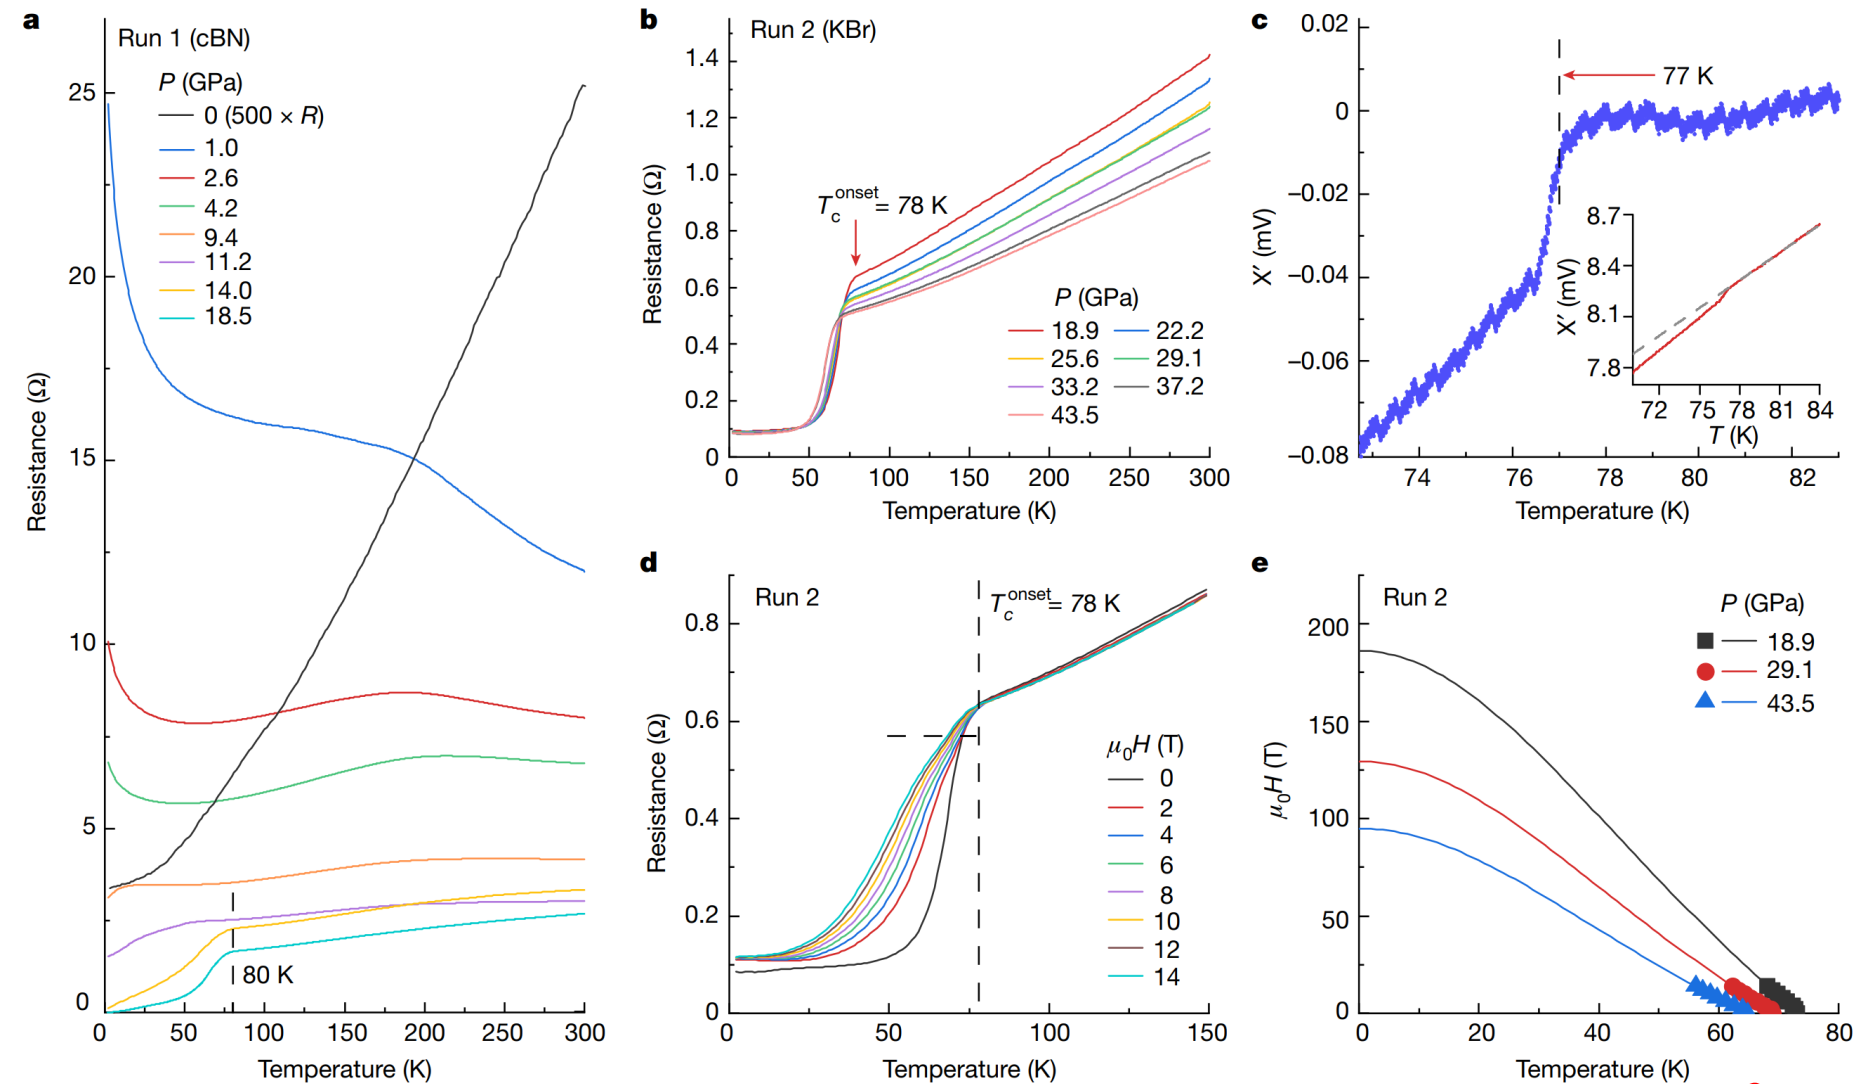 a
Run 1 (cBN)
P (GPa)
0 (500 × R)
1.0
2.6
4.2
9.4
11.2
14.0
18.5
80 K
25
20
15
10
5
0
Resistance (Ω)
0 50 100 150 200 250 300
Temperature (K)
b
Run 2 (KBr)
T_c^onset = 78 K
P (GPa)
18.9 22.2
25.6 29.1
33.2 37.2
43.5
1.4
1.2
1.0
0.8
0.6
0.4
0.2
0
Resistance (Ω)
0 50 100 150 200 250 300
Temperature (K)
c
77 K
0.02
0
−0.02
−0.04
−0.06
−0.08
X′ (mV)
74 76 78 80 82
Temperature (K)
8.7
8.4
8.1
7.8
X′ (mV)
72 75 78 81 84
T (K)
d
Run 2
T_c^onset = 78 K
μ₀H (T)
0
2
4
6
8
10
12
14
0.8
0.6
0.4
0.2
0
Resistance (Ω)
0 50 100 150
Temperature (K)
e
Run 2
P (GPa)
18.9
29.1
43.5
200
150
100
50
0
μ₀H (T)
0 20 40 60 80
Temperature (K)